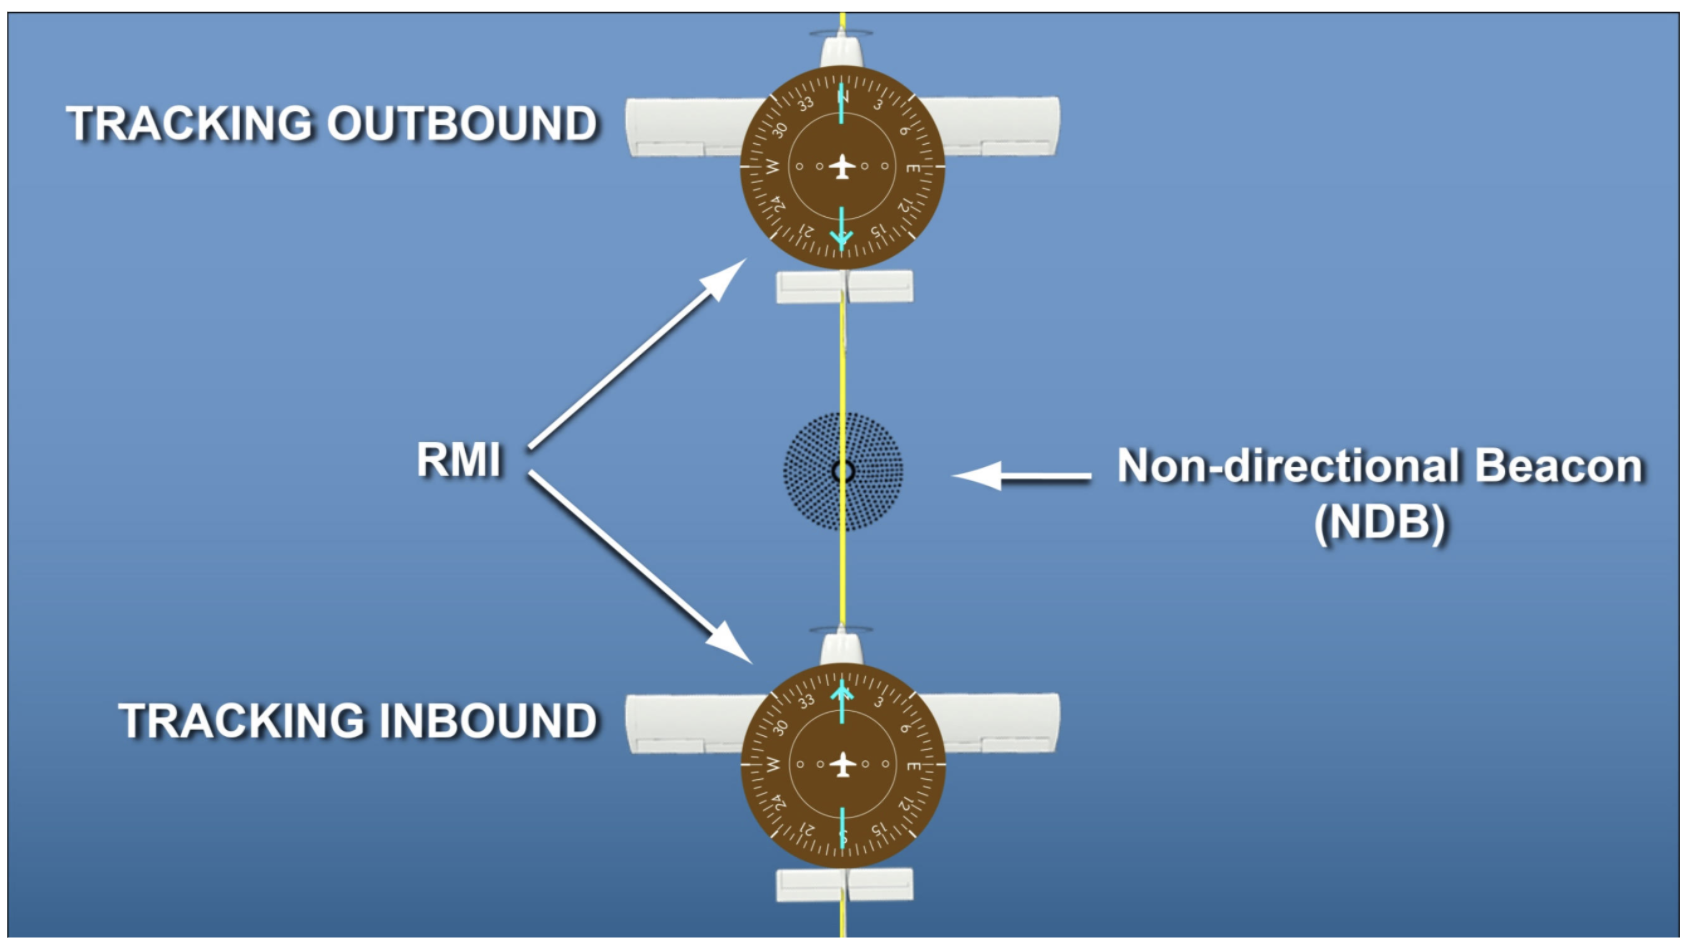 TRACKING OUTBOUND
N
3
6
E
12
15
21
24
W
30
33
RMI
Non-directional Beacon
(NDB)
TRACKING INBOUND
3
6
E
12
15
S
21
24
W
30
33